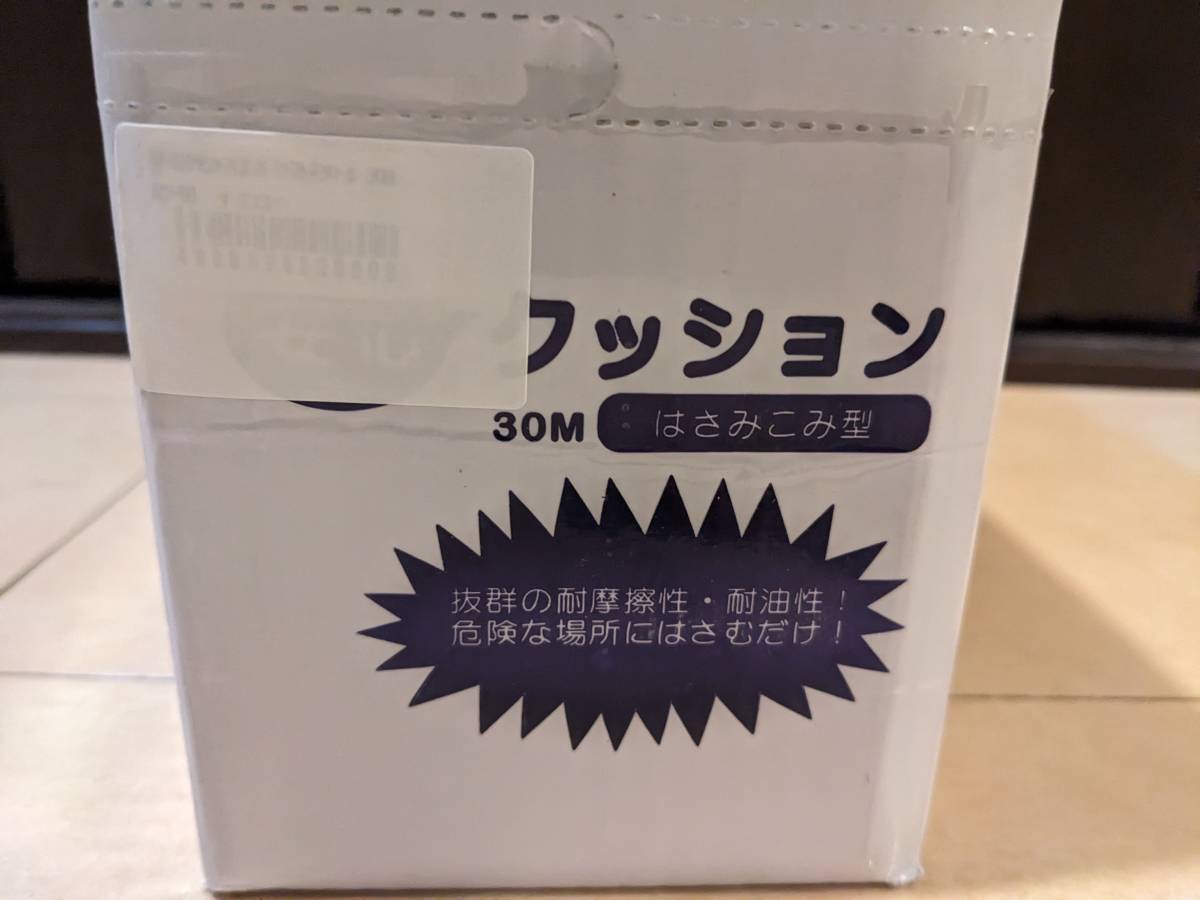 クッション
30M はさみこみ型
抜群の耐摩擦性・耐油性!
危険な場所にはさむだけ!